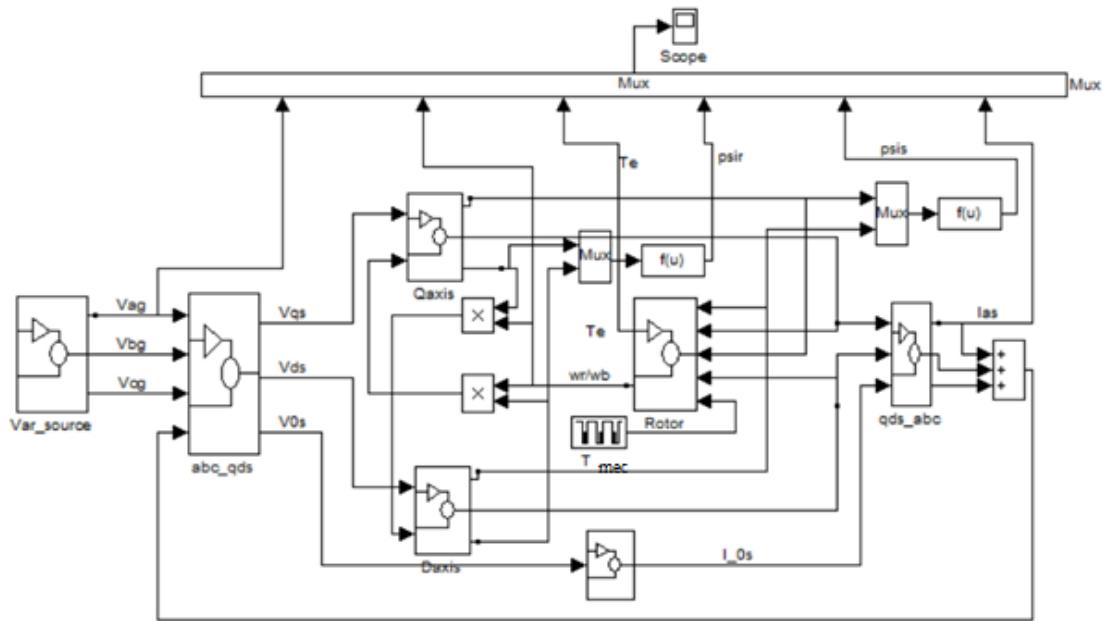 Scope
Mux
Mux
Te
psir
psis
Mux
f(u)
Mux
f(u)
Qaxis
Vag
Vbg
Vcg
Var_source
Vqs
Vds
V0s
abc_qds
×
×
Te
wr/wb
Rotor
T mec
Ias
+
+
+
qds_abc
Daxis
I_0s